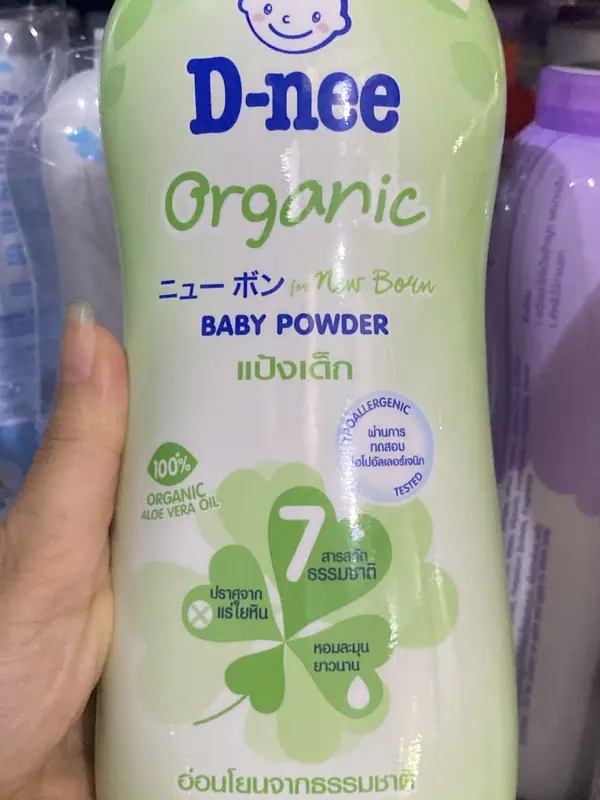 D-nee
Organic
ニューボン for New Born
BABY POWDER
แป้งเด็ก
HYPOALLERGENIC
ผ่านการ
ทดสอบ
ไฮโปอัลเลอร์เจนิก
TESTED
100%
ORGANIC
ALOE VERA OIL
7
สารสกัด
ธรรมชาติ
ปราศจาก
แร่ใยหิน
หอมละมุน
ยาวนาน
อ่อนโยนจากธรรมชาติ